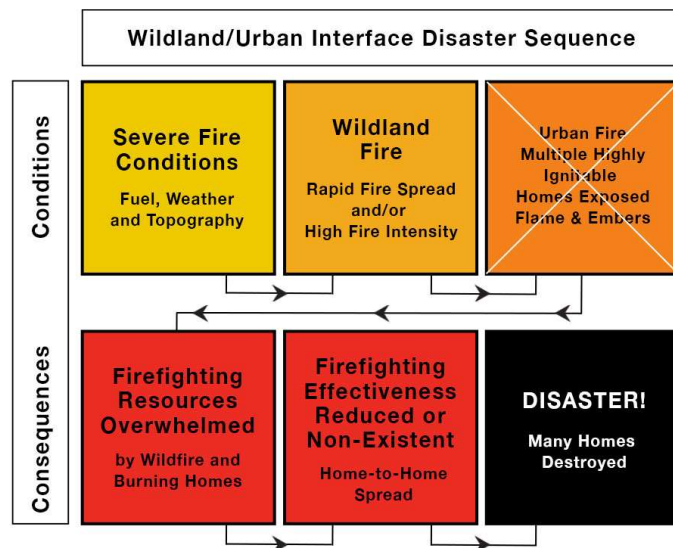 Wildland/Urban Interface Disaster Sequence
Conditions
Severe Fire
Conditions
Fuel, Weather
and Topography
Wildland
Fire
Rapid Fire Spread
and/or
High Fire Intensity
Urban Fire
Multiple Highly
Ignitable
Homes Exposed
Flame & Embers
Consequences
Firefighting
Resources
Overwhelmed
by Wildfire and
Burning Homes
Firefighting
Effectiveness
Reduced or
Non-Existent
Home-to-Home
Spread
DISASTER!
Many Homes
Destroyed